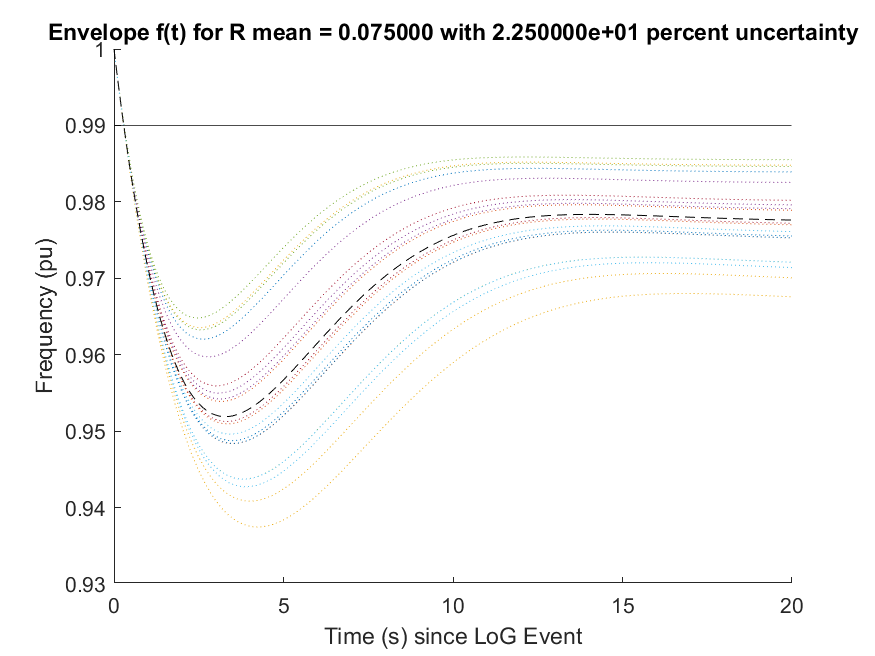 Envelope f(t) for R mean = 0.075000 with 2.250000e+01 percent uncertainty
1
0.99
0.98
0.97
0.96
0.95
0.94
0.93
Frequency (pu)
0 5 10 15 20
Time (s) since LoG Event